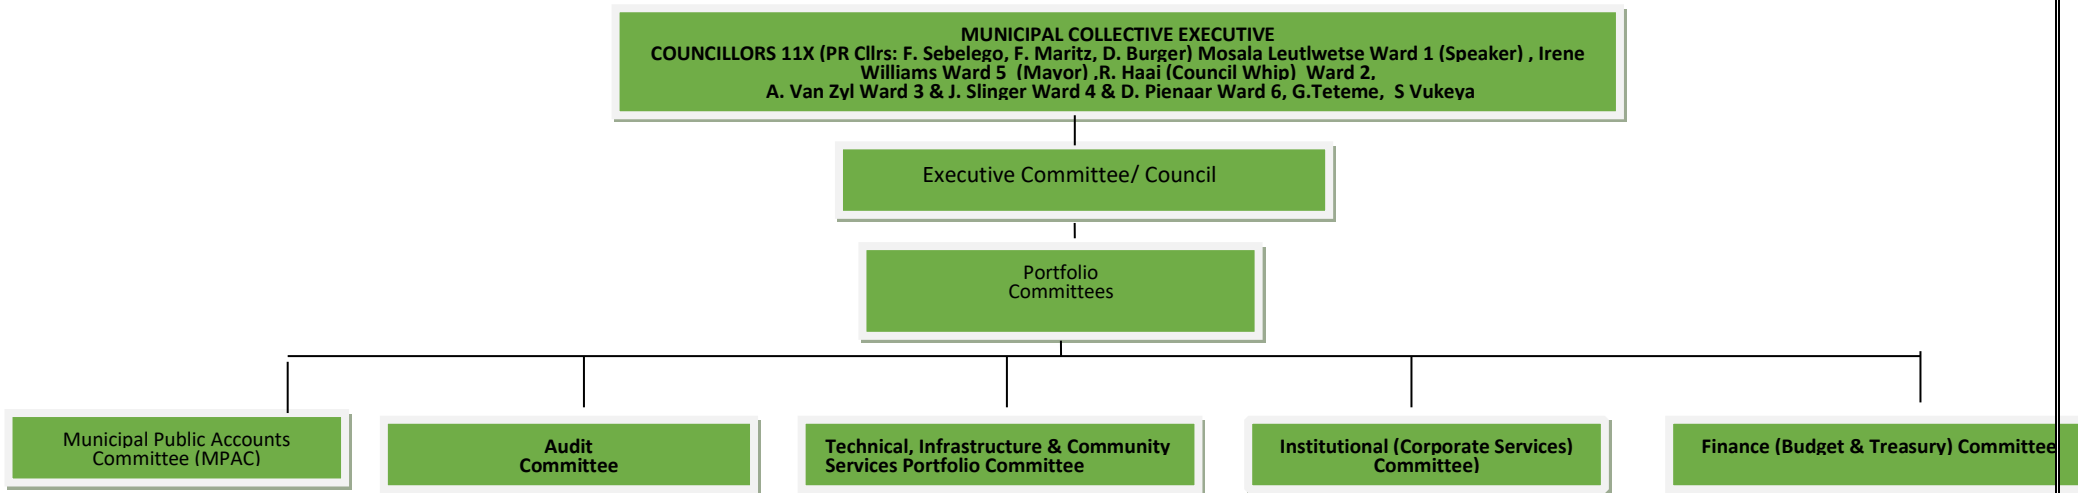 MUNICIPAL COLLECTIVE EXECUTIVE
COUNCILLORS 11X (PR Cllrs: F. Sebelego, F. Maritz, D. Burger) Mosala Leutlwetse Ward 1 (Speaker) , Irene
Williams Ward 5 (Mayor) ,R. Haai (Council Whip) Ward 2,
A. Van Zyl Ward 3 & J. Slinger Ward 4 & D. Pienaar Ward 6, G.Teteme, S Vukeya
Executive Committee/ Council
Portfolio
Committees
Municipal Public Accounts
Committee (MPAC)
Audit
Committee
Technical, Infrastructure & Community
Services Portfolio Committee
Institutional (Corporate Services)
Committee)
Finance (Budget & Treasury) Committee